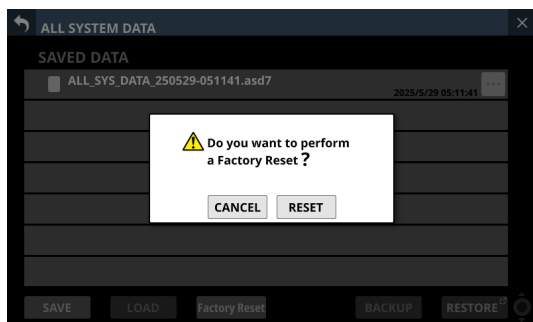 ALL SYSTEM DATA
SAVED DATA
ALL_SYS_DATA_250529-051141.asd7
2025/5/29 05:11:41
Do you want to perform
a Factory Reset ?
CANCEL RESET
SAVE LOAD Factory Reset BACKUP RESTORE